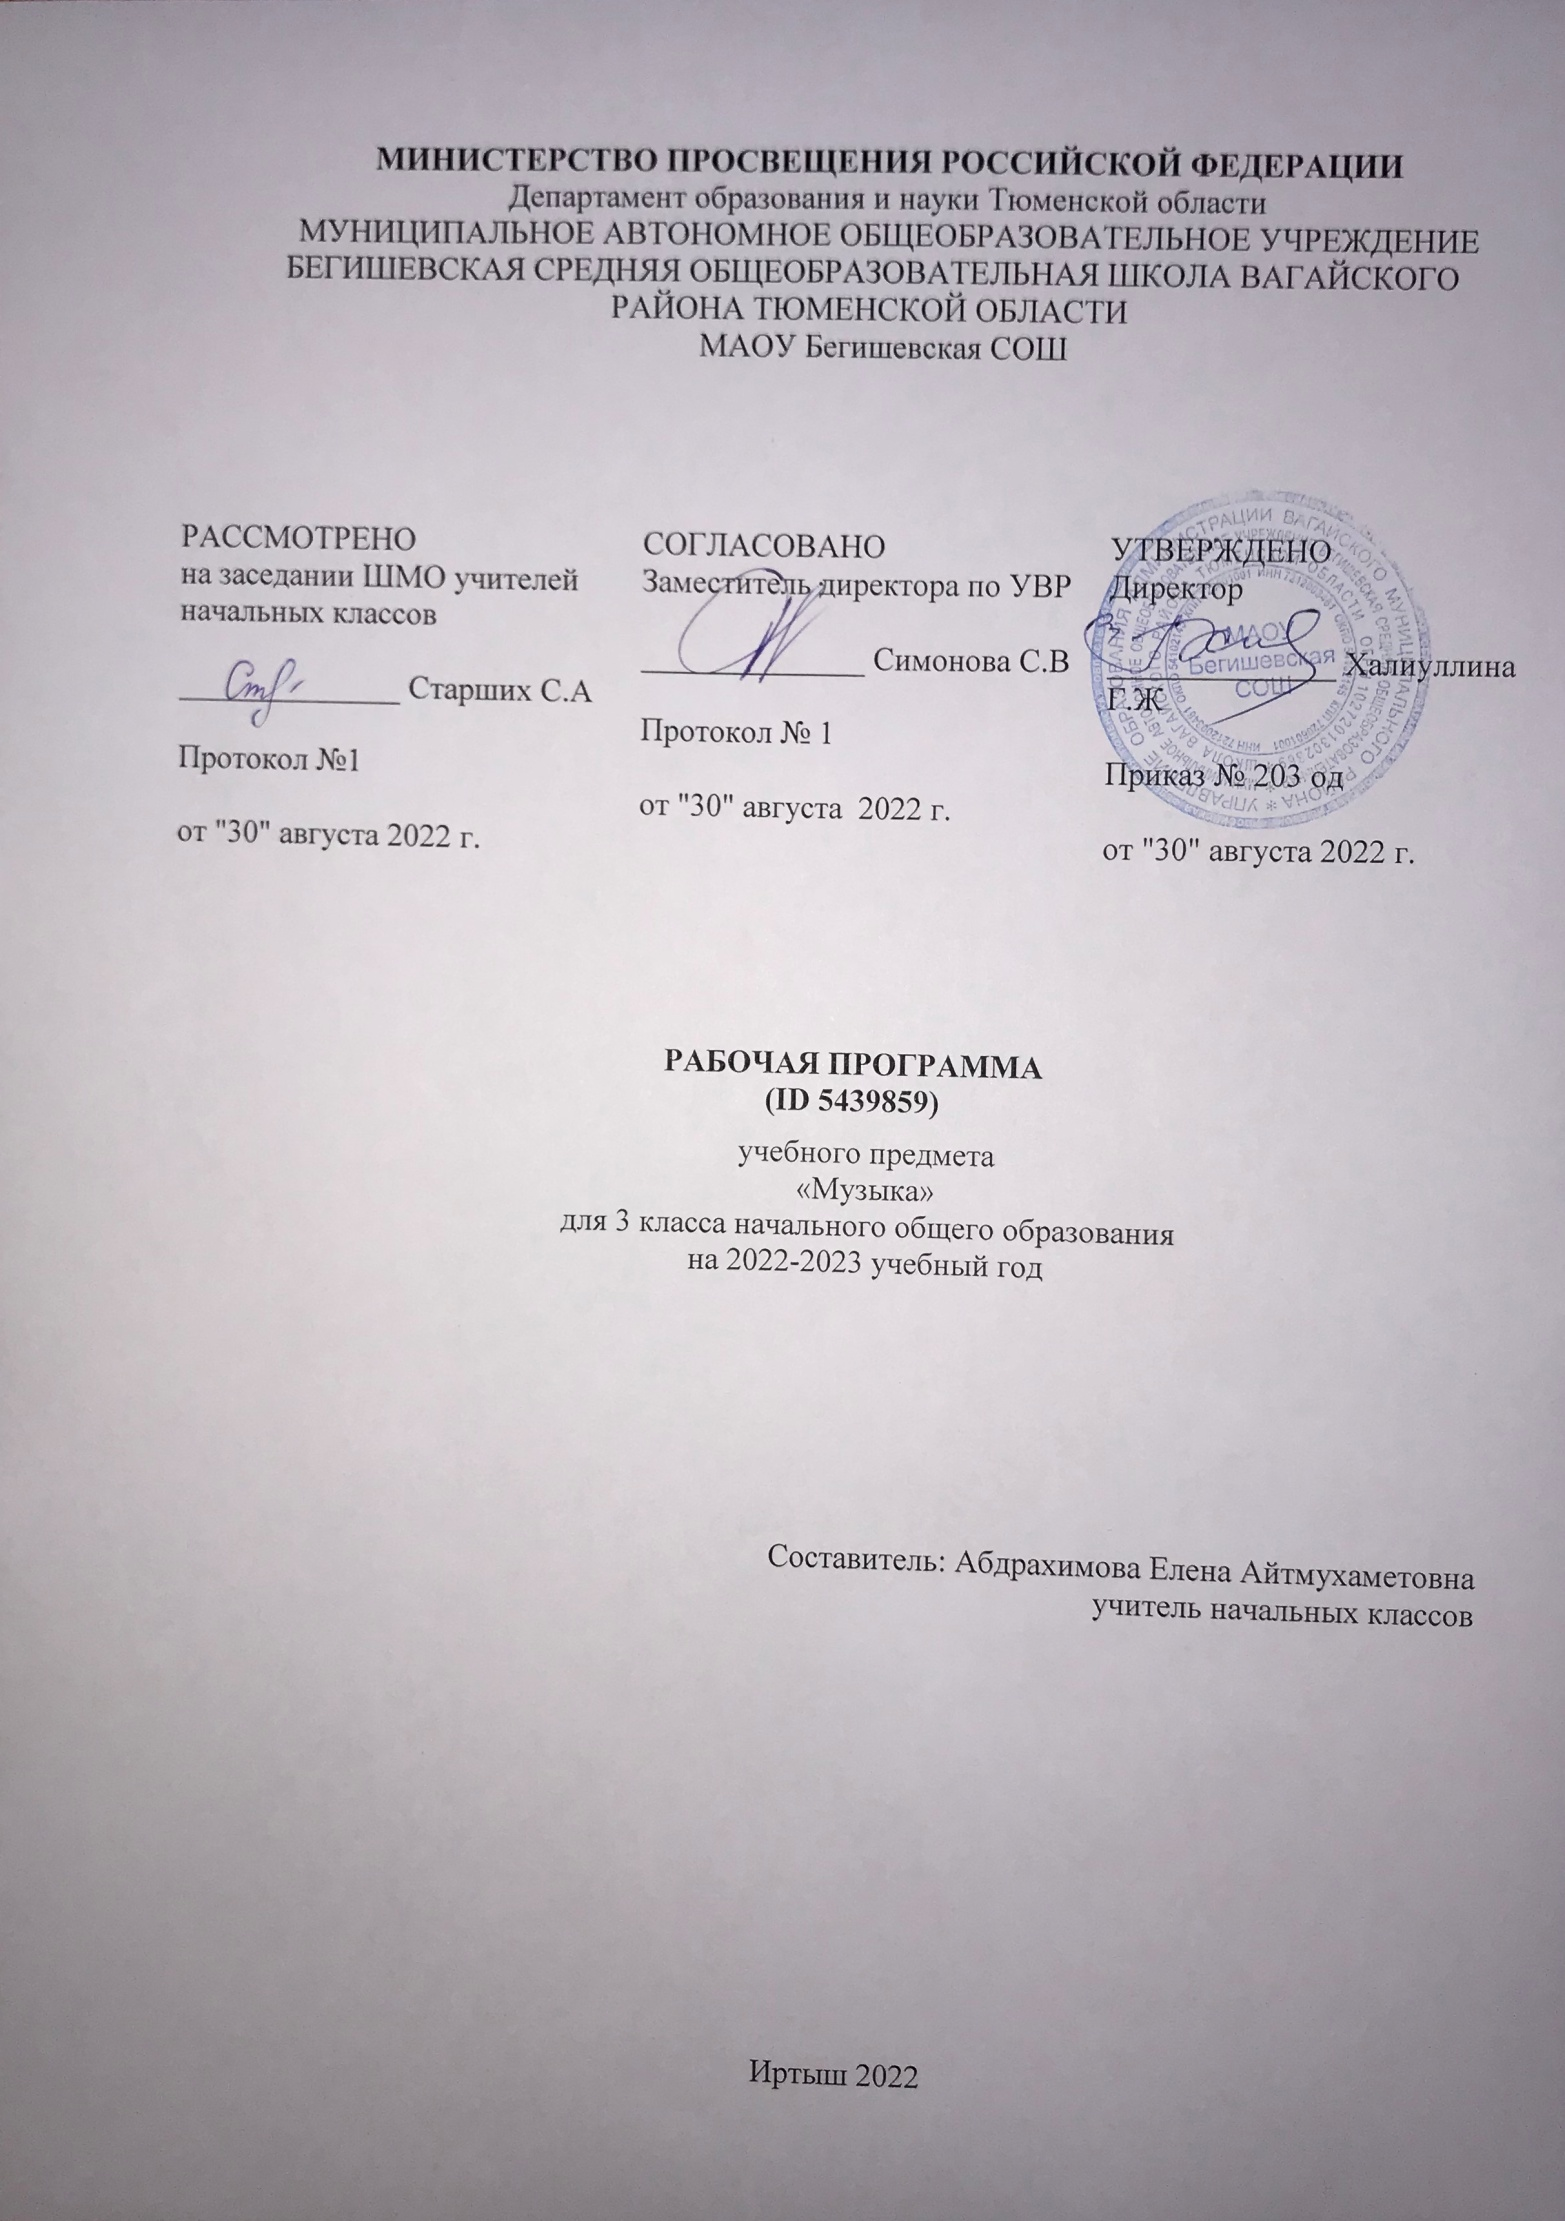 МИНИСТЕРСТВО ПРОСВЕЩЕНИЯ РОССИЙСКОЙ ФЕДЕРАЦИИ
Департамент образования и науки Тюменской области
МУНИЦИПАЛЬНОЕ АВТОНОМНОЕ ОБЩЕОБРАЗОВАТЕЛЬНОЕ УЧРЕЖДЕНИЕ
БЕГИШЕВСКАЯ СРЕДНЯЯ ОБЩЕОБРАЗОВАТЕЛЬНАЯ ШКОЛА ВАГАЙСКОГО
РАЙОНА ТЮМЕНСКОЙ ОБЛАСТИ
МАОУ Бегишевская СОШ
РАССМОТРЕНО
на заседании ШМО учителей
начальных классов
Старших С.А
Протокол №1
от "30" августа 2022 г.
СОГЛАСОВАНО
Заместитель директора по УВР
Симонова С.В
Протокол № 1
от "30" августа 2022 г.
УТВЕРЖДЕНО
Директор
Халиуллина
Г.Ж
Приказ № 203 од
от "30" августа 2022 г.
МАОУ
Бегишевская
СОШ
РАБОЧАЯ ПРОГРАММА
(ID 5439859)
учебного предмета
«Музыка»
для 3 класса начального общего образования
на 2022-2023 учебный год
Составитель: Абдрахимова Елена Айтмухаметовна
учитель начальных классов
Иртыш 2022